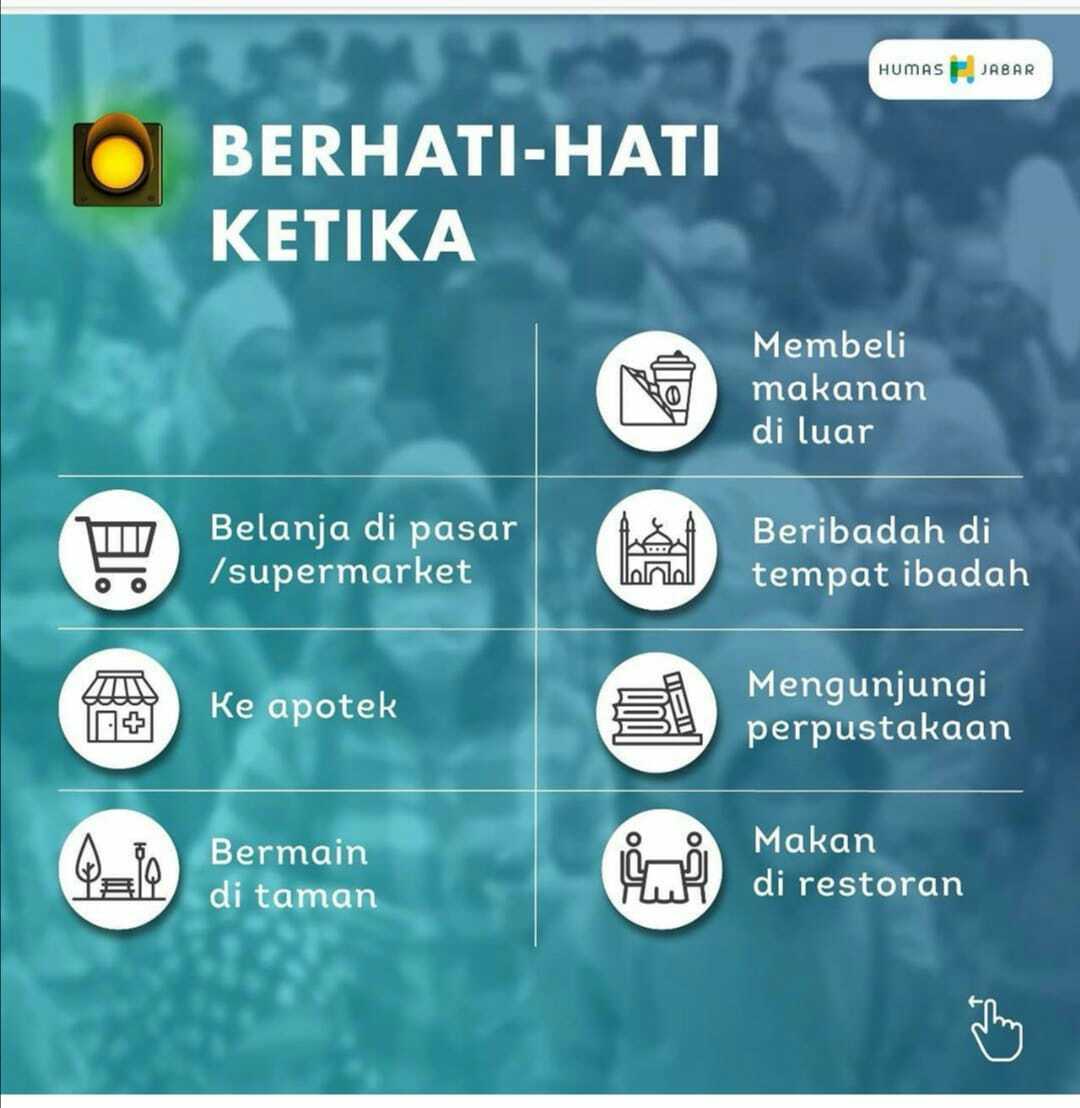 HUMAS JABAR
BERHATI-HATI
KETIKA
Membeli
makanan
di luar
Belanja di pasar
/supermarket
Beribadah di
tempat ibadah
Ke apotek
Mengunjungi
perpustakaan
Bermain
di taman
Makan
di restoran